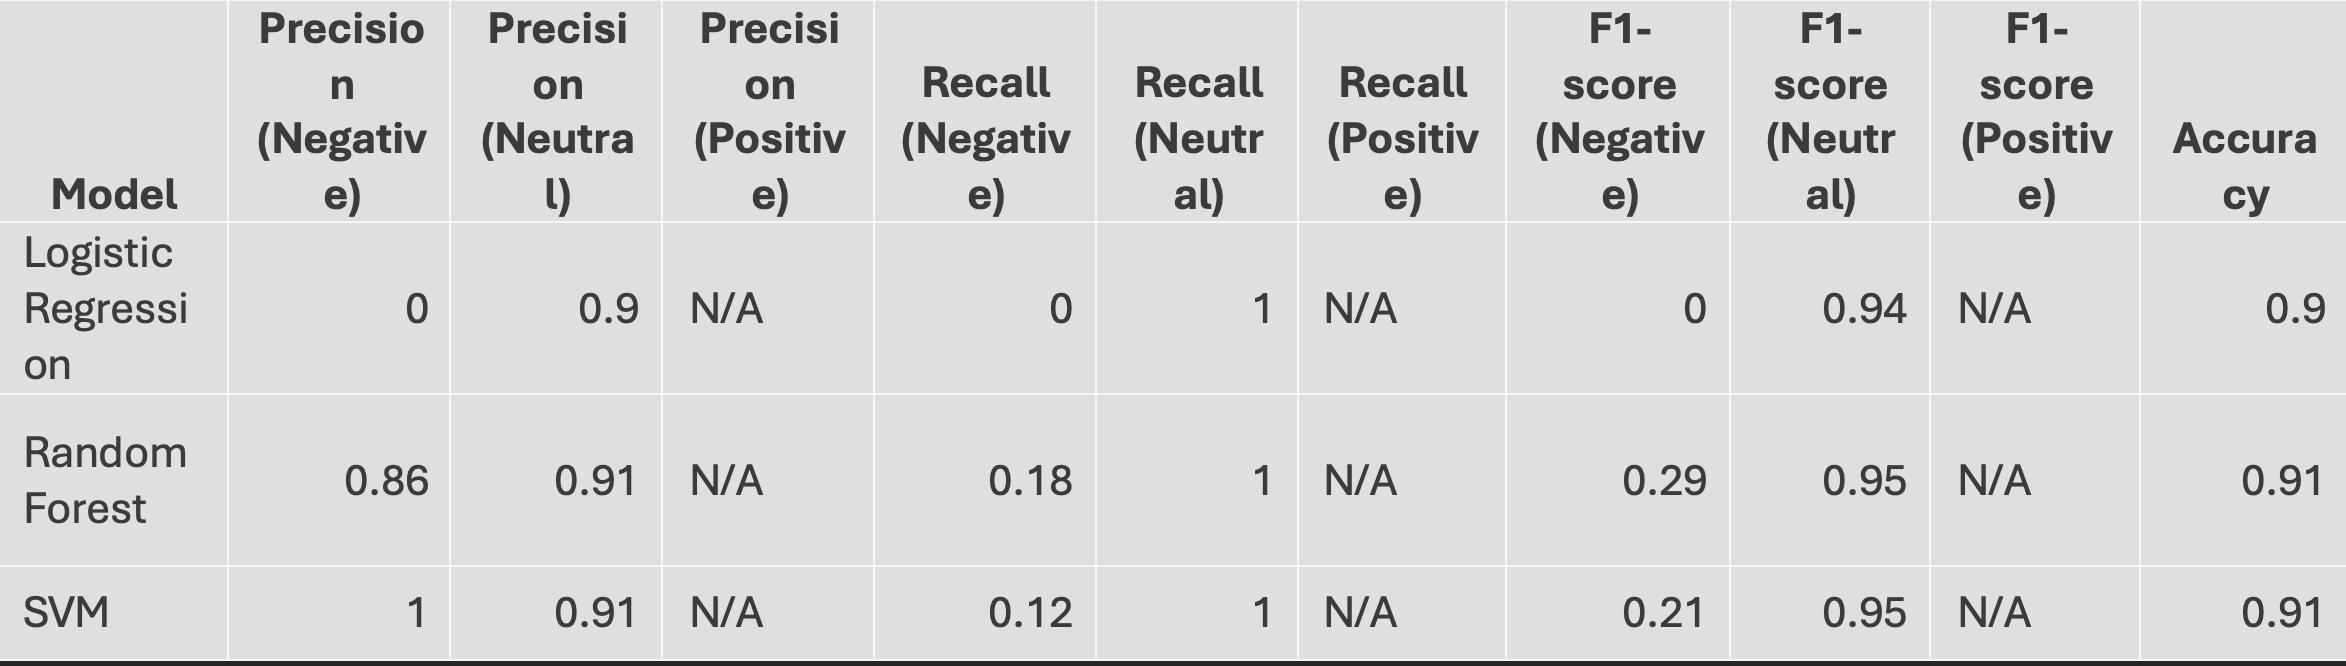 Model Precisio n (Negativ e) Precisi on (Neutra l) Precisi on (Positiv e) Recall (Negativ e) Recall (Neutr al) Recall (Positiv e) F1- score (Negativ e) F1- score (Neutr al) F1- score (Positiv e) Accura cy
Logistic Regressi on 0 0.9 N/A 0 1 N/A 0 0.94 N/A 0.9
Random Forest 0.86 0.91 N/A 0.18 1 N/A 0.29 0.95 N/A 0.91
SVM 1 0.91 N/A 0.12 1 N/A 0.21 0.95 N/A 0.91